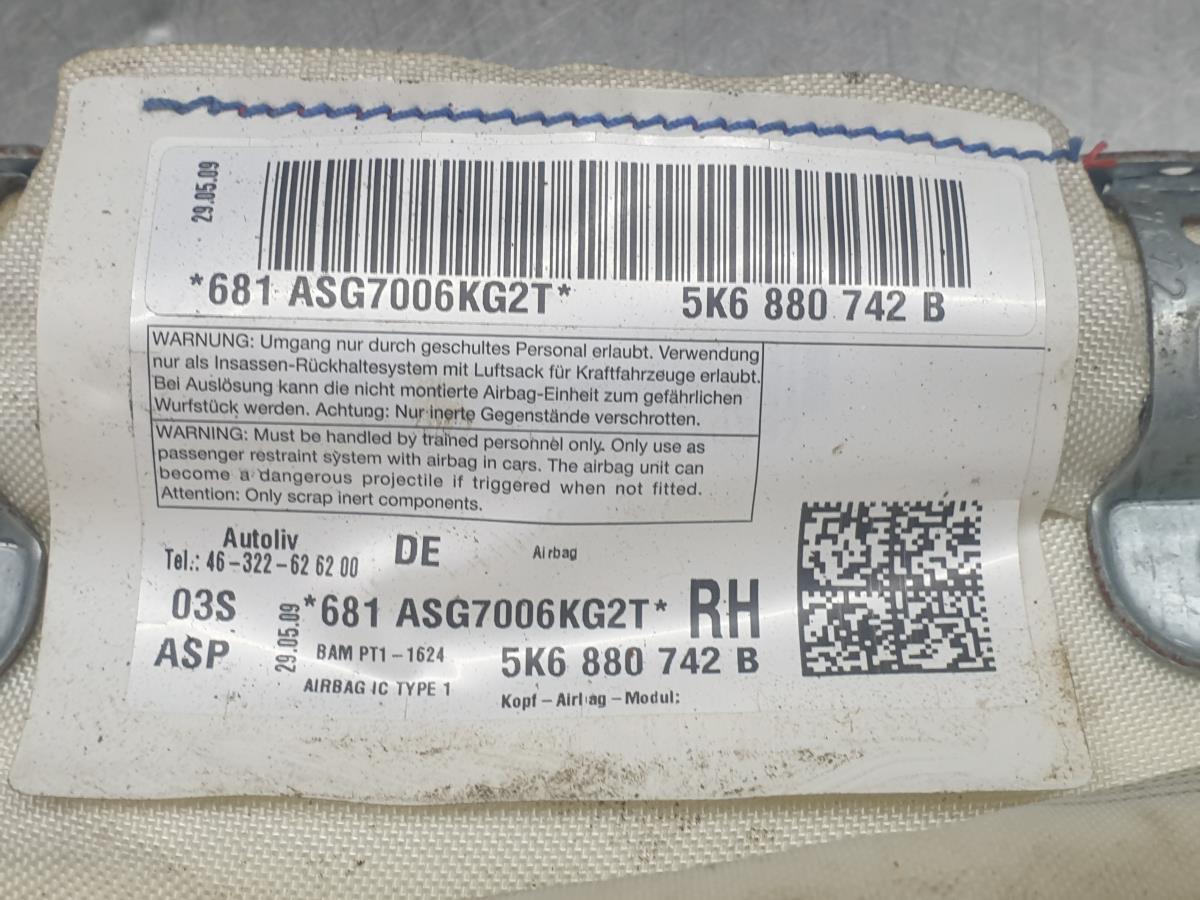 29.05.09
*681 ASG7006KG2T* 5K6 880 742 B
WARNUNG: Umgang nur durch geschultes Personal erlaubt. Verwendung
nur als Insassen-Rückhaltesystem mit Luftsack für Kraftfahrzeuge erlaubt.
Bei Auslösung kann die nicht montierte Airbag-Einheit zum gefährlichen
Wurfstück werden. Achtung: Nur inerte Gegenstände verschrotten.
WARNING: Must be handled by trained personnel only. Only use as
passenger restraint system with airbag in cars. The airbag unit can
become a dangerous projectile if triggered when not fitted.
Attention: Only scrap inert components.
Autoliv DE Airbag
Tel.: 46-322-62 62 00
03S 29.05.09 *681 ASG7006KG2T* RH
ASP BAM PT1-1624 5K6 880 742 B
AIRBAG IC TYPE 1 Kopf-Airbag-Modul: